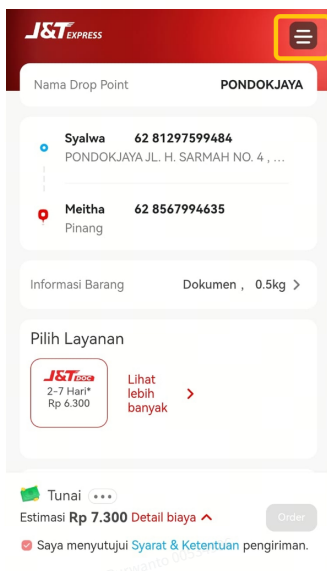 J&T EXPRESS
Nama Drop Point PONDOKJAYA
Syalwa 62 81297599484
PONDOKJAYA JL. H. SARMAH NO. 4 , ...
Meitha 62 8567994635
Pinang
Informasi Barang Dokumen , 0.5kg >
Pilih Layanan
J&T DOC
2-7 Hari*
Rp 6.300
Lihat
lebih
banyak
Tunai
Estimasi Rp 7.300 Detail biaya
Order
Saya menyutujui Syarat & Ketentuan pengiriman.